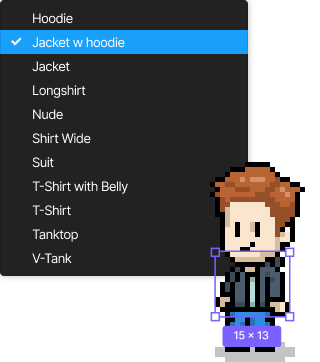 Hoodie
Jacket w hoodie
Jacket
Longshirt
Nude
Shirt Wide
Suit
T-Shirt with Belly
T-Shirt
Tanktop
V-Tank
15 × 13